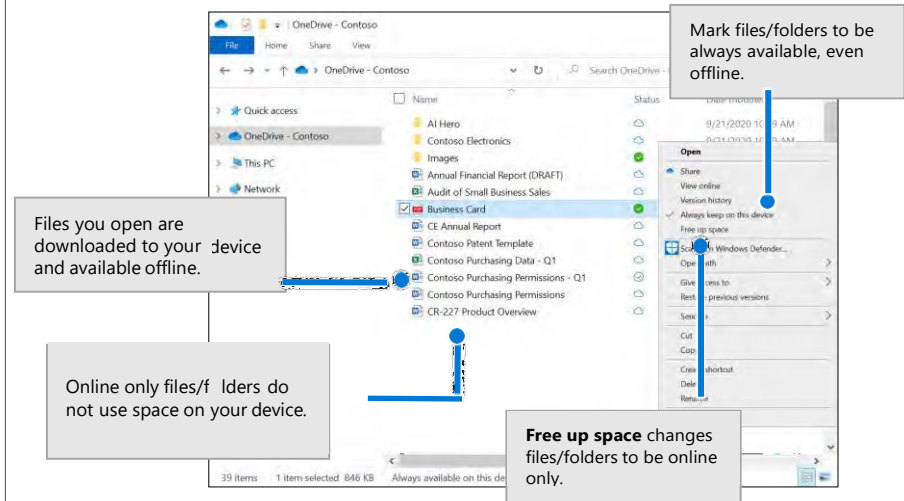 OneDrive - Contoso
File Home Share View
OneDrive - Contoso
Search OneDrive -
Mark files/folders to be
always available, even
offline.
Name Status
Quick access
OneDrive - Contoso
This PC
Network
AI Hero 9/21/2020 AM
Contoso Electronics
Images
Annual Financial Report (DRAFT)
Audit of Small Business Sales
Business Card
CE Annual Report
Contoso Patent Template
Contoso Purchasing Data - Q1
Contoso Purchasing Permissions - Q1
Contoso Purchasing Permissions
CR-227 Product Overview
Open
Share
View online
Version history
Always keep on this device
Free up space
Windows Defender...
Give access to
previous versions
Cut
Files you open are
downloaded to your device
and available offline.
Online only files/f lders do
not use space on your device.
Free up space changes
files/folders to be online
only.
39 items 1 item selected 846 KB Always available on this de